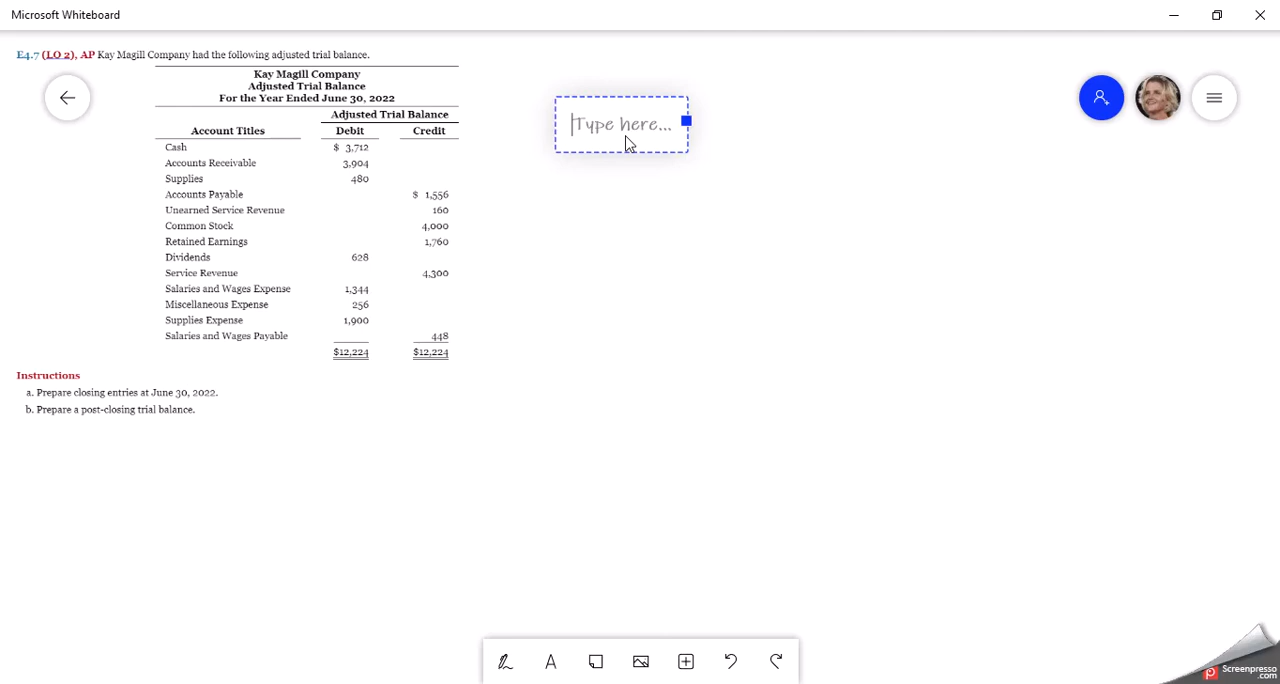 Microsoft Whiteboard
E4.7 (LO 2), AP Kay Magill Company had the following adjusted trial balance.
Kay Magill Company
Adjusted Trial Balance
For the Year Ended June 30, 2022
Adjusted Trial Balance
Account Titles Debit Credit
Cash $ 3,712
Accounts Receivable 3,904
Supplies 480
Accounts Payable $ 1,556
Unearned Service Revenue 160
Common Stock 4,000
Retained Earnings 1,760
Dividends 628
Service Revenue 4,300
Salaries and Wages Expense 1,344
Miscellaneous Expense 256
Supplies Expense 1,900
Salaries and Wages Payable 448
$12,224 $12,224
Instructions
a. Prepare closing entries at June 30, 2022.
b. Prepare a post-closing trial balance.
Type here...
Screenpresso
.com